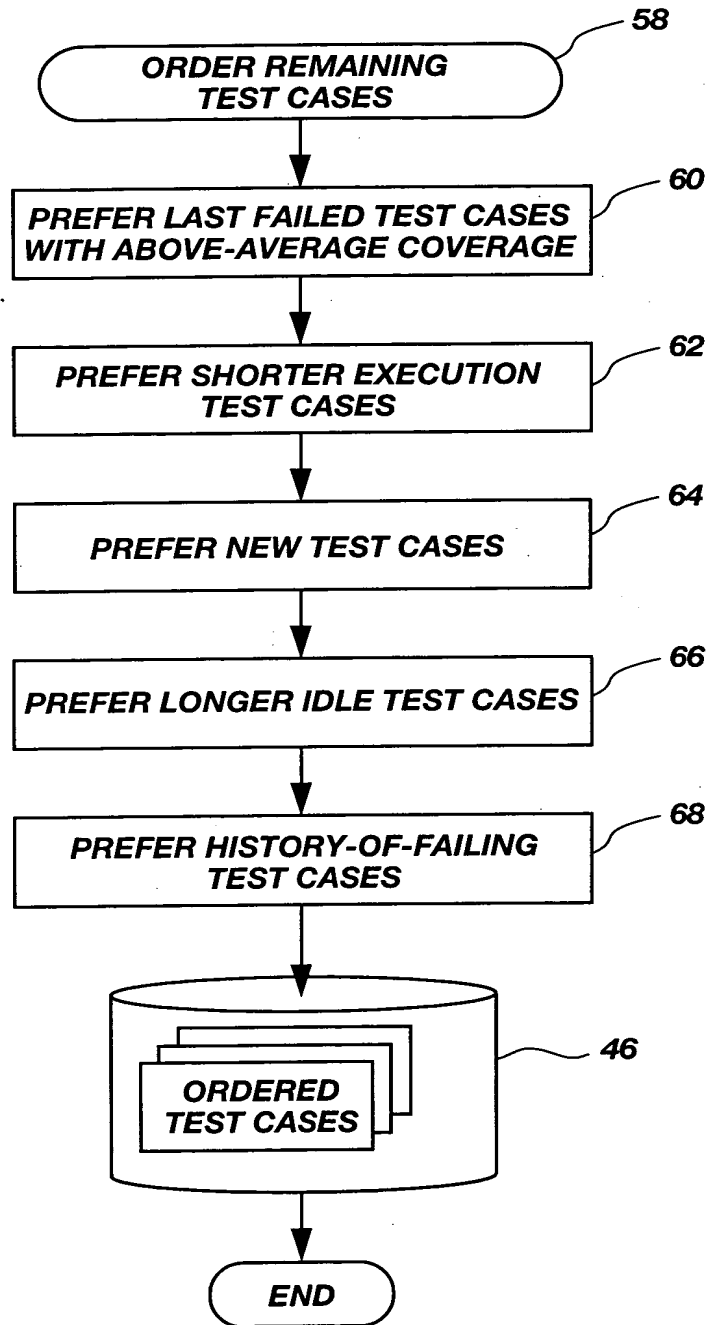 58
ORDER REMAINING
TEST CASES
60
PREFER LAST FAILED TEST CASES
WITH ABOVE-AVERAGE COVERAGE
62
PREFER SHORTER EXECUTION
TEST CASES
64
PREFER NEW TEST CASES
66
PREFER LONGER IDLE TEST CASES
68
PREFER HISTORY-OF-FAILING
TEST CASES
46
ORDERED
TEST CASES
END